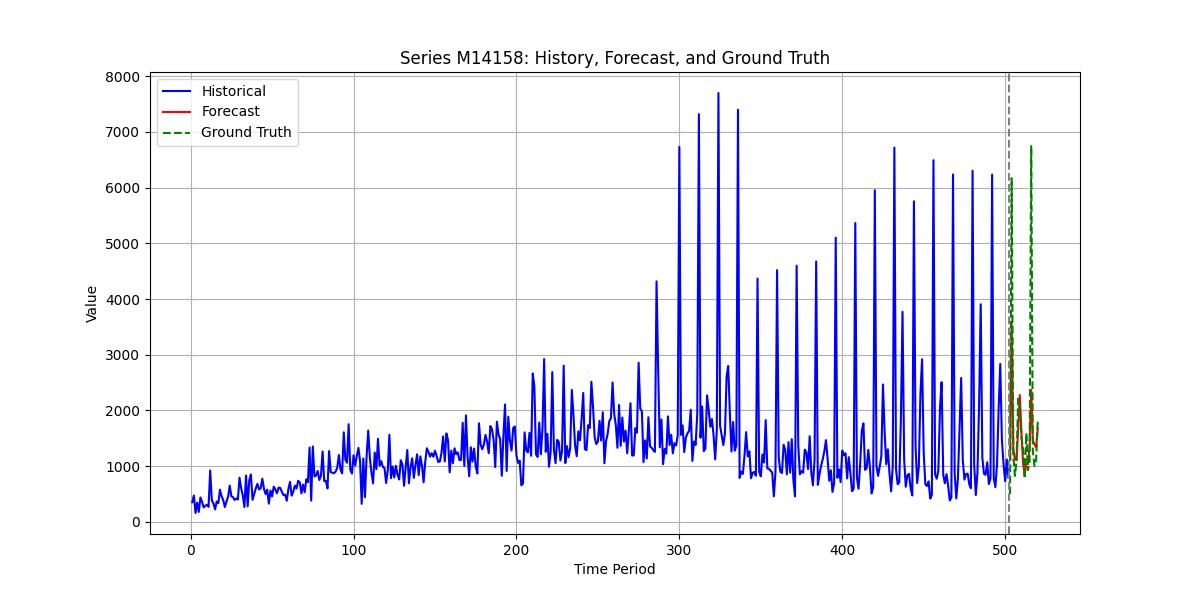 Series M14158: History, Forecast, and Ground Truth
Historical
Forecast
Ground Truth
8000
7000
6000
5000
4000
3000
2000
1000
0
Value
0 100 200 300 400 500
Time Period